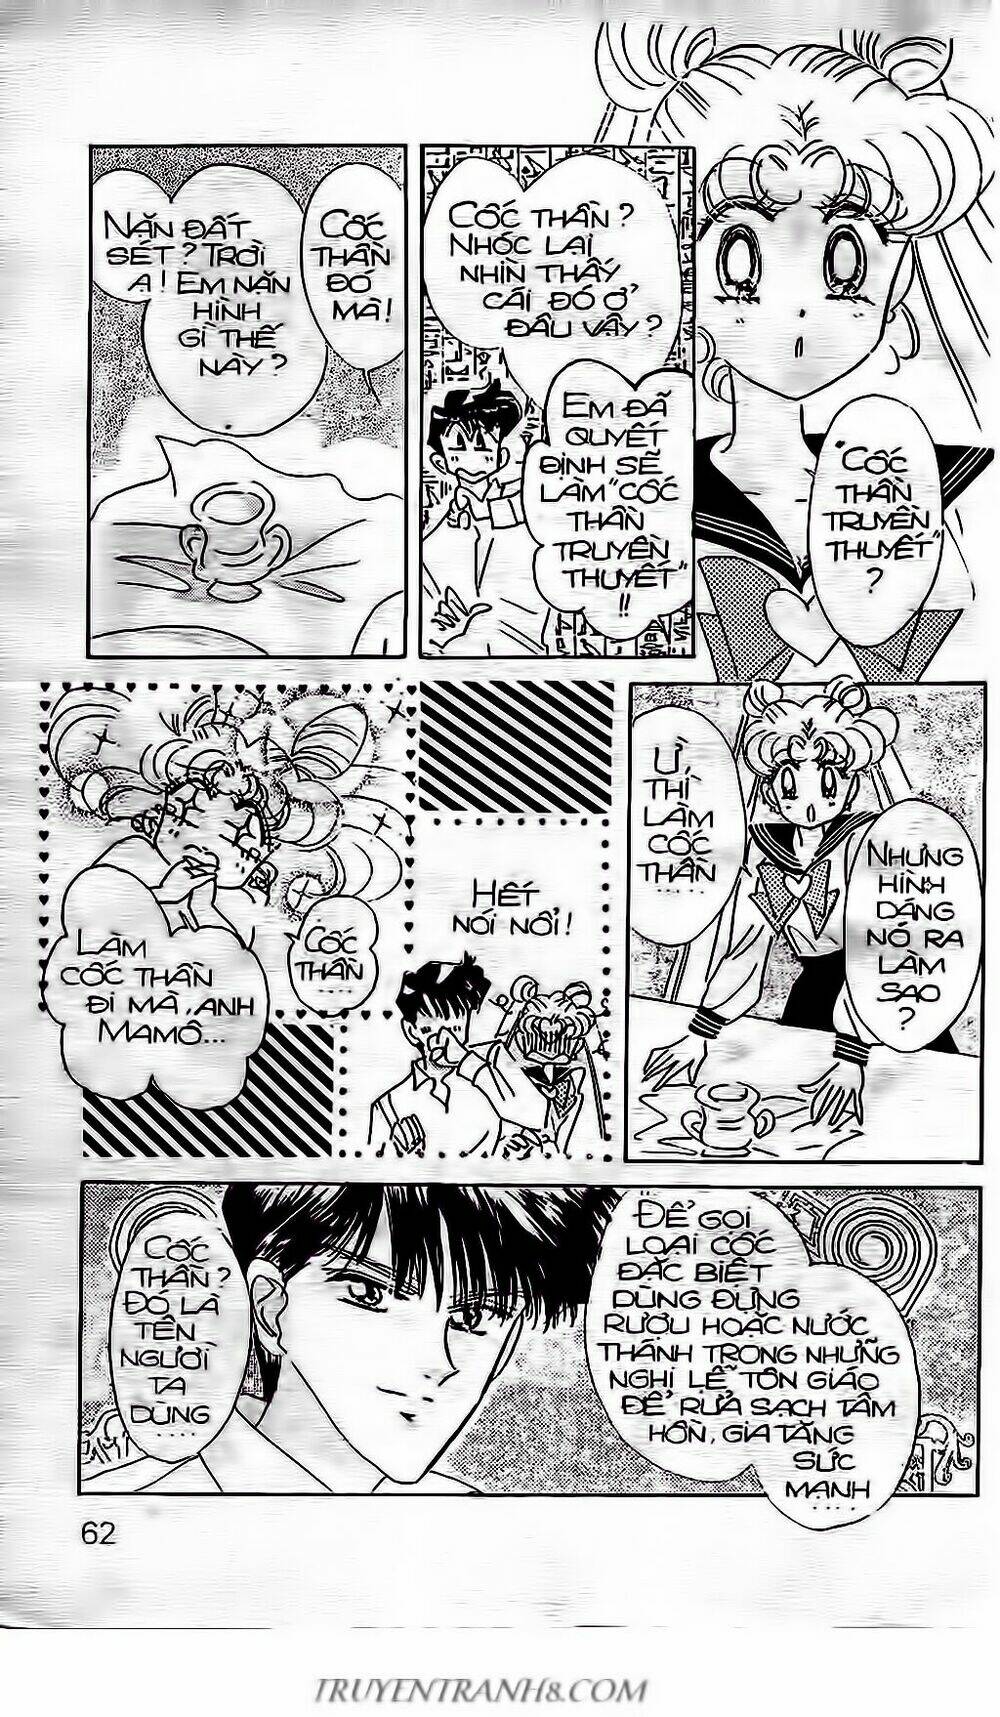 NẶN ĐẤT
SÉT? TRỜI
Ạ! EM NẶN
HÌNH
GÌ THẾ
NÀY?
CỐC
THẦN
ĐÓ
MÀ!
CỐC THẦN?
NHÓC LẠI
NHÌN THẤY
CÁI ĐÓ Ở
ĐÂU VẬY?
EM ĐÃ
QUYẾT
ĐỊNH SẼ
LÀM "CỐC
THẦN
TRUYỀN
THUYẾT"
!!
"CỐC
THẦN
TRUYỀN
THUYẾT"
?
LÀM
CỐC THẦN
ĐI MÀ, ANH
MAMÔ...
CỐC
THẦN
....
HẾT
NÓI NỔI!
Ừ,
THÌ
LÀM
CỐC
THẦN
.....
NHƯNG
HÌNH
DÁNG
NÓ RA
LÀM
SAO
?
CỐC
THẦN?
ĐÓ LÀ
TÊN
NGƯỜI
TA
DÙNG
....
ĐỂ GỌI
LOẠI CỐC
ĐẶC BIỆT
DÙNG ĐỰNG
RƯỢU HOẶC NƯỚC
THÁNH TRONG NHỮNG
NGHI LỄ TÔN GIÁO
ĐỂ RỬA SẠCH TÂM
HỒN, GIA TĂNG
SỨC
MẠNH
....
62
TRUYENTRANH8.COM